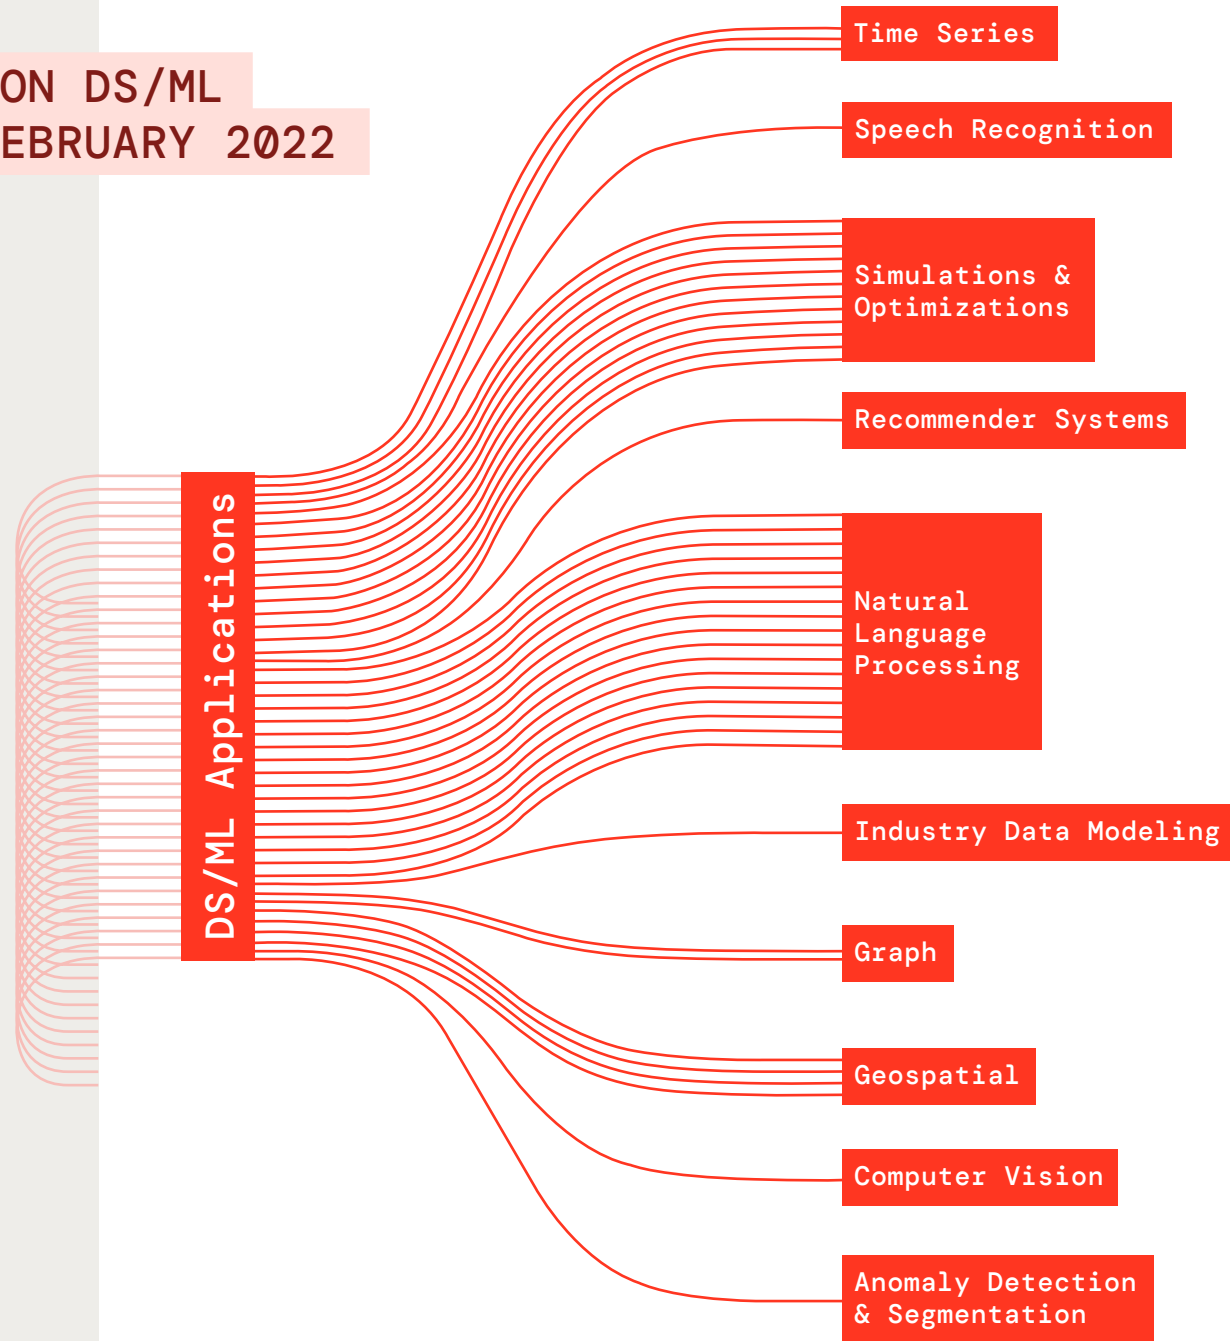 ON DS/ML
EBRUARY 2022
DS/ML Applications
Time Series
Speech Recognition
Simulations &
Optimizations
Recommender Systems
Natural
Language
Processing
Industry Data Modeling
Graph
Geospatial
Computer Vision
Anomaly Detection
& Segmentation